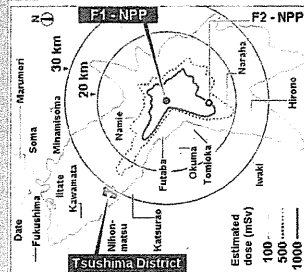 F1 - NPP
F2 - NPP
Date
Fukushima
Soma
Marumori
Minamisoma
Iitate
Kawamata
30 km
20 km
Namie
Naraha
Nihon-
matsu
Katsurao
Futaba
Okuma
Tomioka
Iwaki
Hirono
Tsushima District
Estimated
dose (mSv)
100
500
1000
N